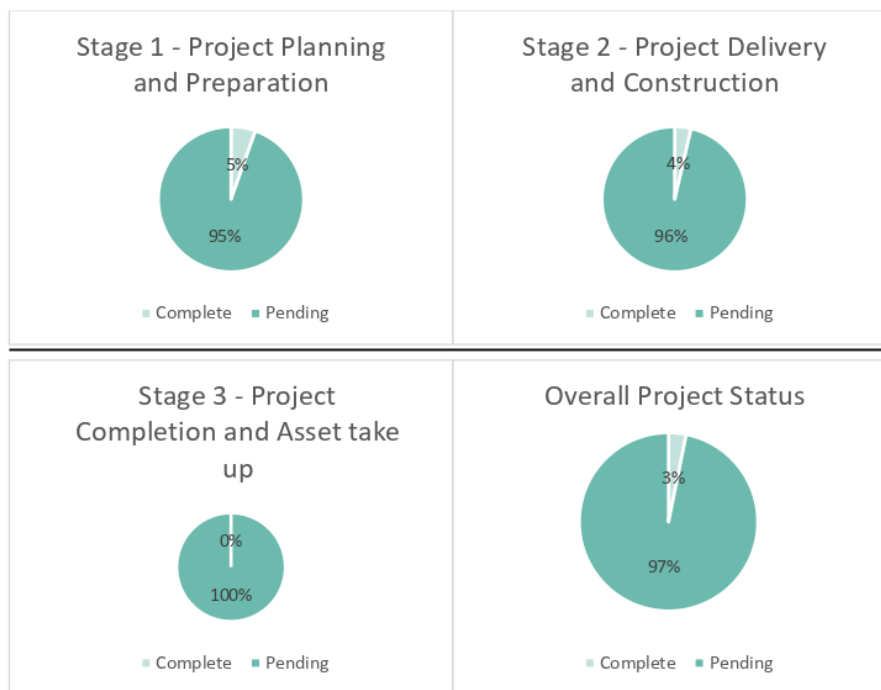 Stage 1 - Project Planning
and Preparation
5%
95%
Complete Pending
Stage 2 - Project Delivery
and Construction
4%
96%
Complete Pending
Stage 3 - Project
Completion and Asset take
up
0%
100%
Complete Pending
Overall Project Status
3%
97%
Complete Pending